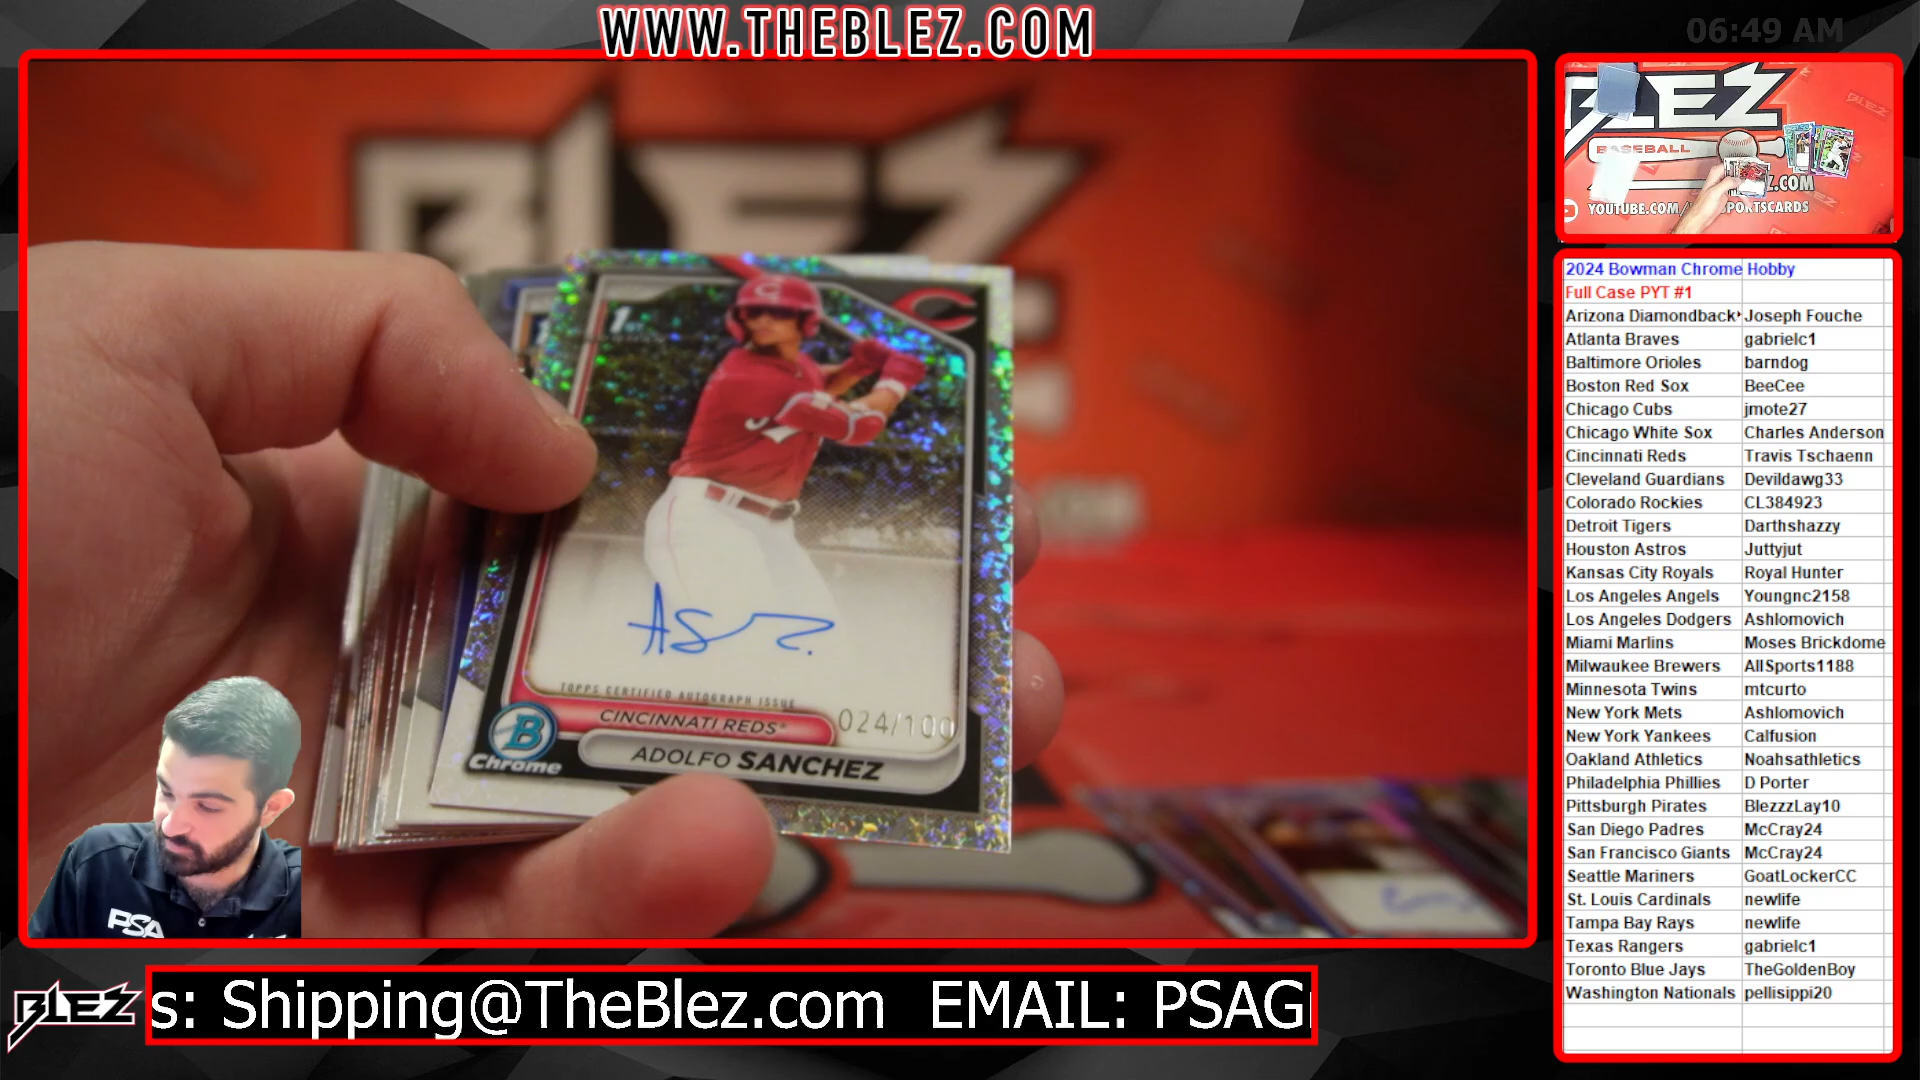 WWW.THEBLEZ.COM
06:49 AM
BLEZ
1ST
C
TOPPS CERTIFIED AUTOGRAPH ISSUE
CINCINNATI REDS
024/100
ADOLFO SANCHEZ
B
Chrome
PSA
BLEZ
s: Shipping@TheBlez.com EMAIL: PSAG
BLEZ
BASEBALL
Z.COM
YOUTUBE.COM/ SPORTSCARDS
2024 Bowman Chrome Hobby
Full Case PYT #1
Arizona Diamondback Joseph Fouche
Atlanta Braves gabrielc1
Baltimore Orioles barndog
Boston Red Sox BeeCee
Chicago Cubs jmote27
Chicago White Sox Charles Anderson
Cincinnati Reds Travis Tschaenn
Cleveland Guardians Devildawg33
Colorado Rockies CL384923
Detroit Tigers Darthshazzy
Houston Astros Juttyjut
Kansas City Royals Royal Hunter
Los Angeles Angels Youngnc2158
Los Angeles Dodgers Ashlomovich
Miami Marlins Moses Brickdome
Milwaukee Brewers AllSports1188
Minnesota Twins mtcurto
New York Mets Ashlomovich
New York Yankees Calfusion
Oakland Athletics Noahsathletics
Philadelphia Phillies D Porter
Pittsburgh Pirates BlezzzLay10
San Diego Padres McCray24
San Francisco Giants McCray24
Seattle Mariners GoatLockerCC
St. Louis Cardinals newlife
Tampa Bay Rays newlife
Texas Rangers gabrielc1
Toronto Blue Jays TheGoldenBoy
Washington Nationals pellisippi20